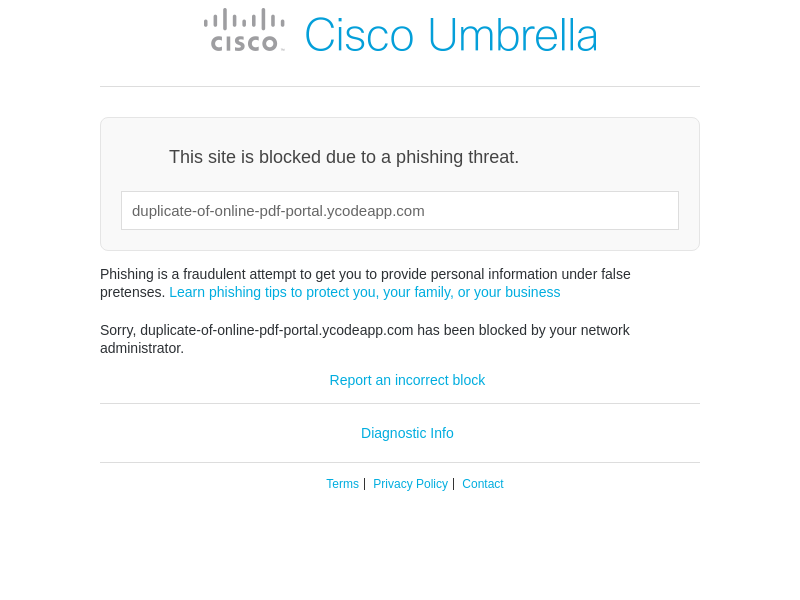 CISCO Cisco Umbrella
This site is blocked due to a phishing threat.
duplicate-of-online-pdf-portal.ycodeapp.com
Phishing is a fraudulent attempt to get you to provide personal information under false
pretenses. Learn phishing tips to protect you, your family, or your business
Sorry, duplicate-of-online-pdf-portal.ycodeapp.com has been blocked by your network
administrator.
Report an incorrect block
Diagnostic Info
Terms | Privacy Policy | Contact